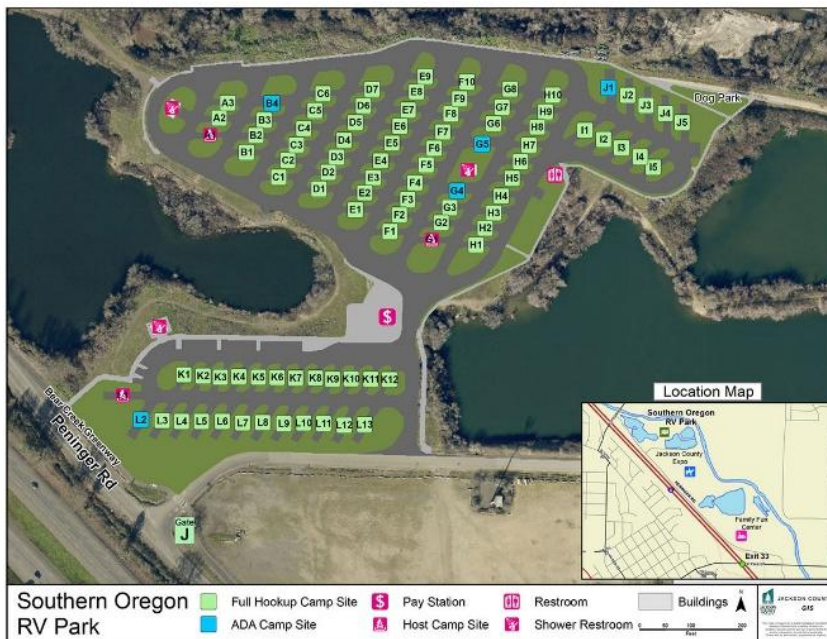 E9
F10
G8
H10
J1
J2
J3
J4
J5
Dog Park
D7
E8
F9
G7
H9
C6
D6
E7
F8
G6
H8
A3
B4
C5
D5
E6
F7
G5
H7
I1
I2
I3
I4
I5
A2
B3
C4
D4
E5
F6
H6
B2
C3
D3
E4
F5
G4
H5
B1
C2
D2
E3
F4
G3
H4
C1
D1
E2
F3
G2
H3
E1
F2
H2
F1
H1
$
K1 K2 K3 K4 K5 K6 K7 K8 K9 K10 K11 K12
L2 L3 L4 L5 L6 L7 L8 L9 L10 L11 L12 L13
Bear Creek Greenway
Peninger Rd
Gate
J
Location Map
Southern Oregon
RV Park
Jackson County
Expo
Family Fun
Center
Exit 33
Southern Oregon
RV Park
Full Hookup Camp Site
ADA Camp Site
$ Pay Station
Host Camp Site
Restroom
Shower Restroom
Buildings
N
0 50 100 200
Feet
JACKSON COUNTY
GIS